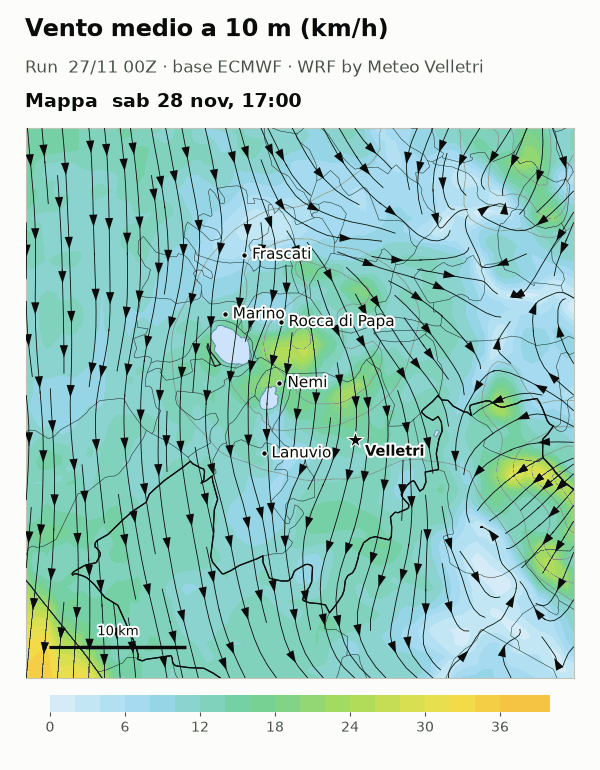 Vento medio a 10 m (km/h)
Run 27/11 00Z · base ECMWF · WRF by Meteo Velletri
Mappa sab 28 nov, 17:00
Frascati
Marino
Rocca di Papa
Nemi
Velletri
Lanuvio
10 km
0 6 12 18 24 30 36